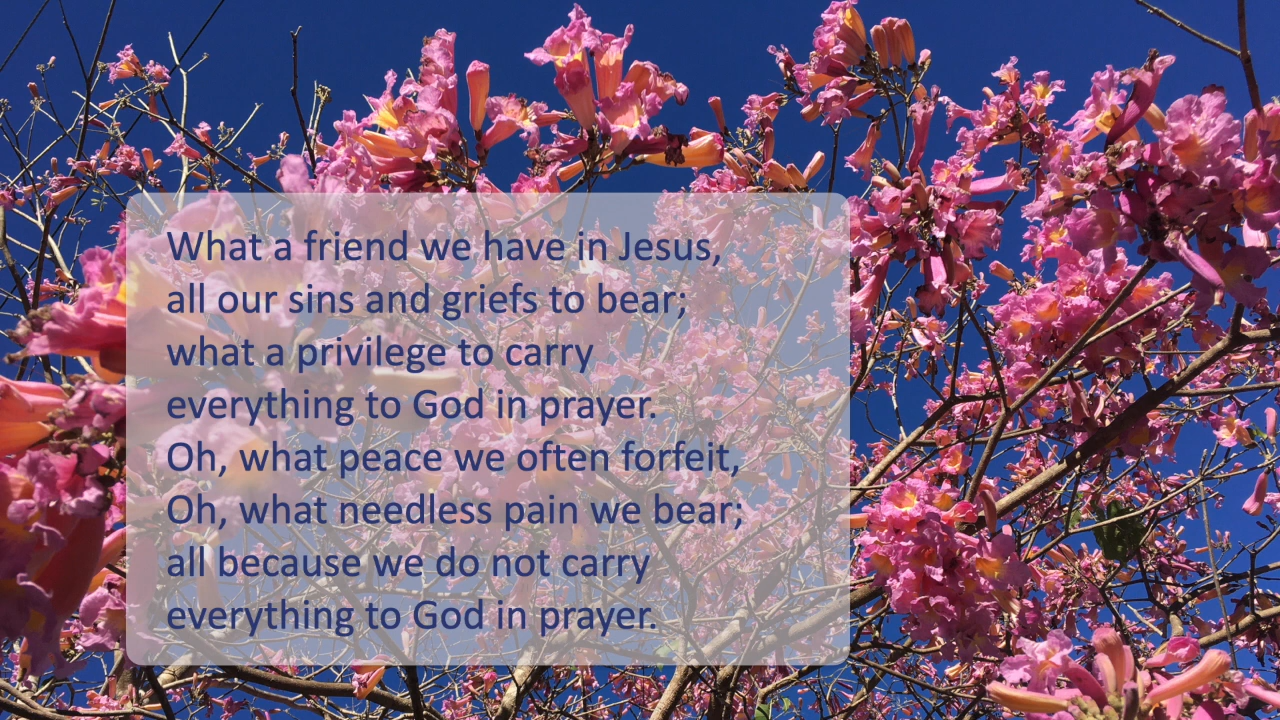 What a friend we have in Jesus,
all our sins and griefs to bear;
what a privilege to carry
everything to God in prayer.
Oh, what peace we often forfeit,
Oh, what needless pain we bear;
all because we do not carry
everything to God in prayer.